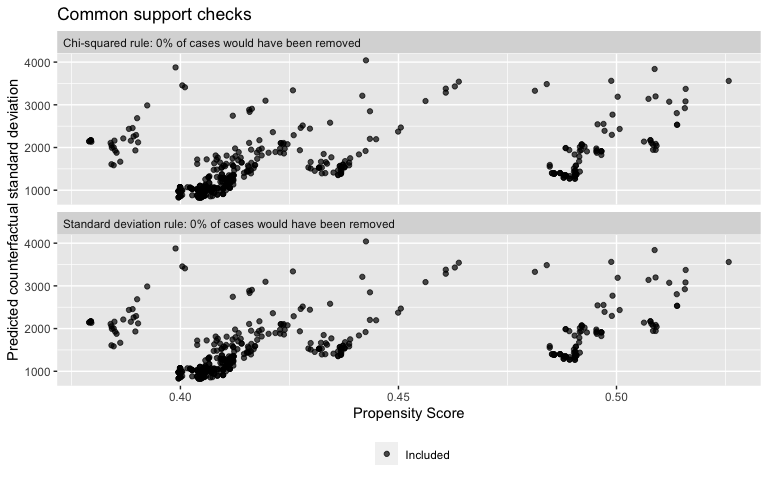 Common support checks
Chi-squared rule: 0% of cases would have been removed
4000
3000
2000
1000
Standard deviation rule: 0% of cases would have been removed
4000
3000
2000
1000
Predicted counterfactual standard deviation
0.40
0.45
0.50
Propensity Score
Included